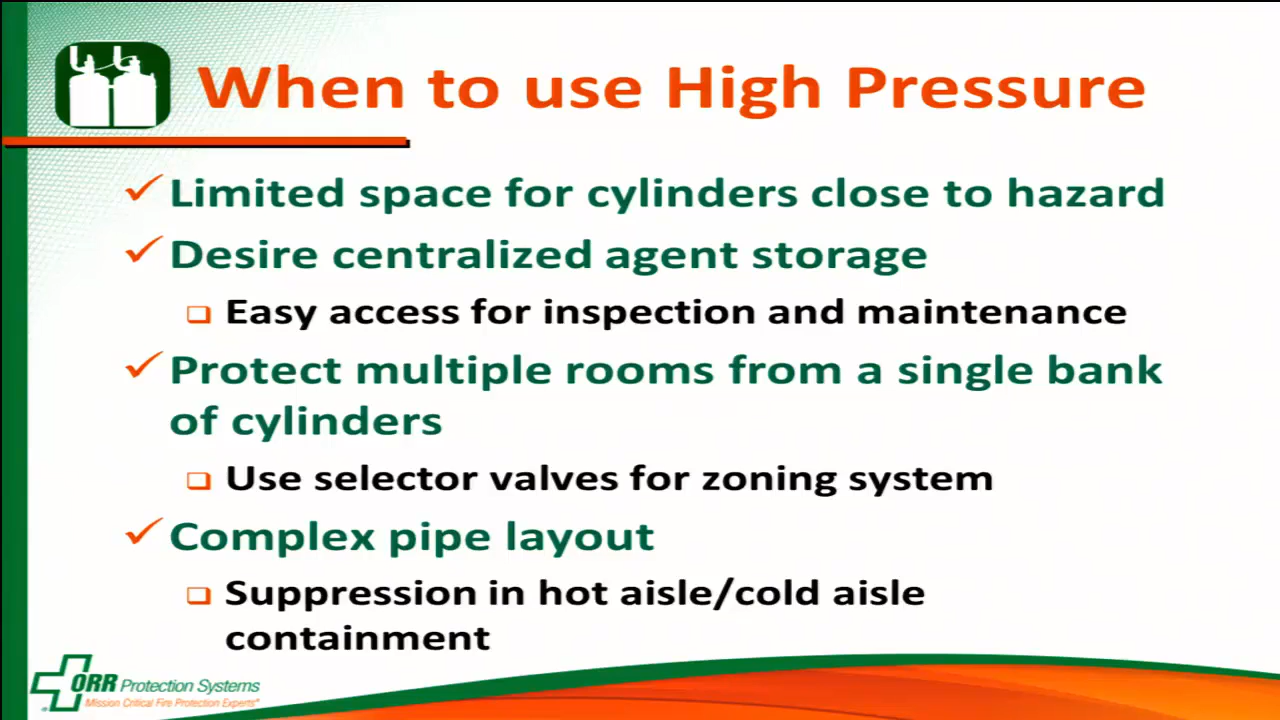 When to use High Pressure
Limited space for cylinders close to hazard
Desire centralized agent storage
Easy access for inspection and maintenance
Protect multiple rooms from a single bank
of cylinders
Use selector valves for zoning system
Complex pipe layout
Suppression in hot aisle/cold aisle
containment
ORR Protection Systems
Mission Critical Fire Protection Experts